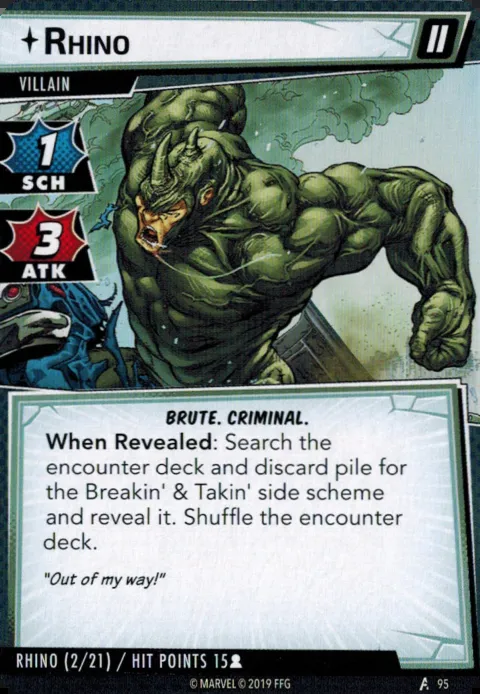 RHINO
II
VILLAIN
1
SCH
3
ATK
BRUTE. CRIMINAL.
When Revealed: Search the
encounter deck and discard pile for
the Breakin' & Takin' side scheme
and reveal it. Shuffle the encounter
deck.
"Out of my way!"
RHINO (2/21) / HIT POINTS 15
© MARVEL © 2019 FFG
95